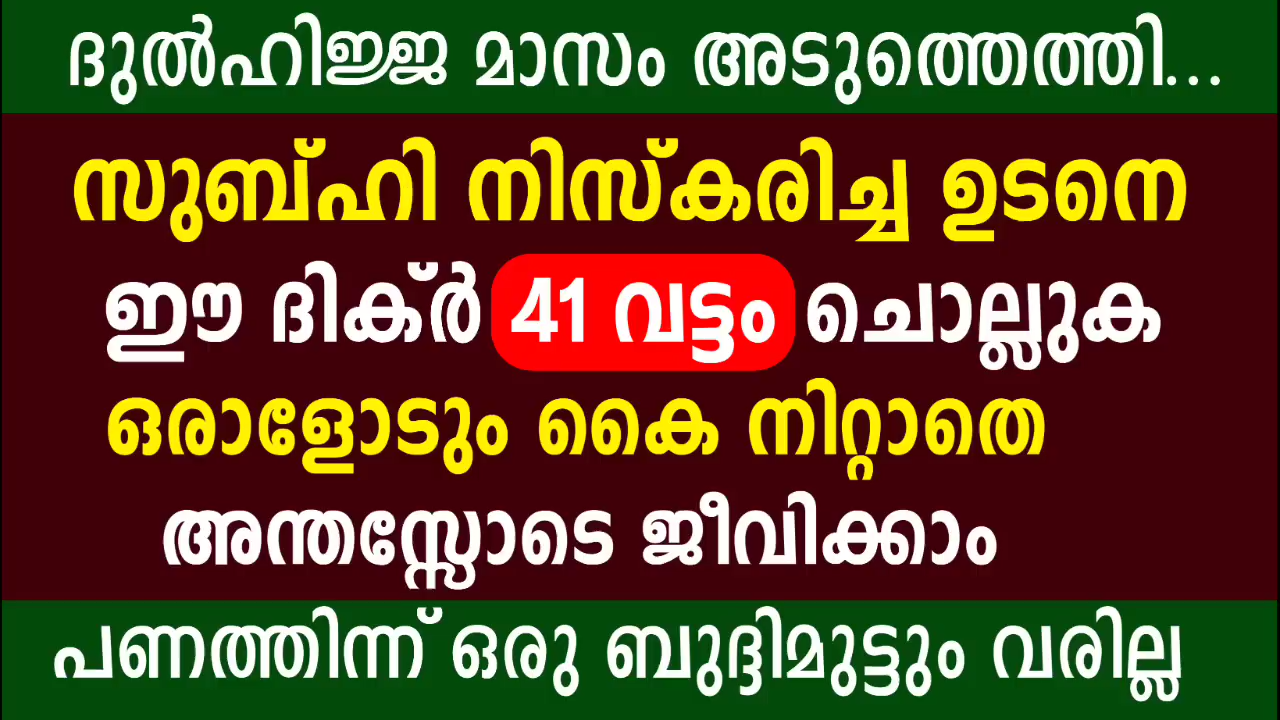 ദുൽഹിജ്ജ മാസം അടുത്തെത്തി...
സുബ്ഹി നിസ്കരിച്ച ഉടനെ
ഈ ദിക്ർ 41 വട്ടം ചൊല്ലുക
ഒരാളോടും കൈ നിറ്റാതെ
അന്തസ്സോടെ ജീവിക്കാം
പണത്തിന്ന് ഒരു ബുദ്ദിമുട്ടും വരില്ല